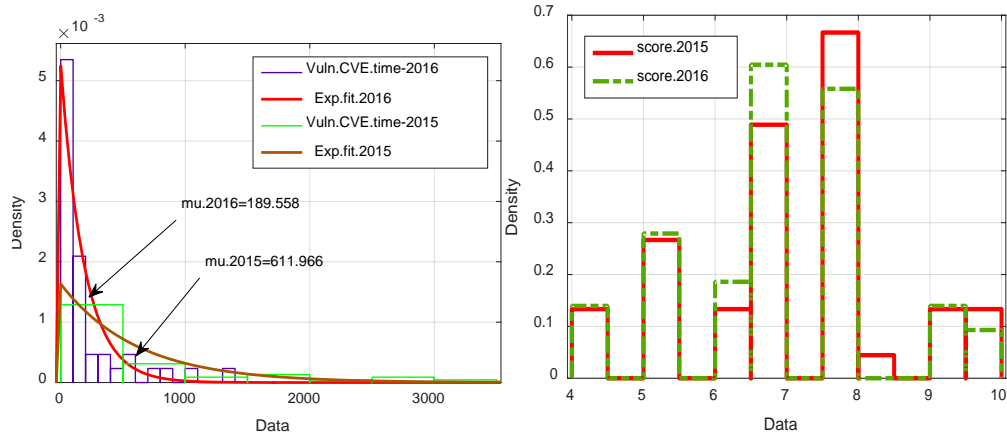 × 10 -3
5
4
3
2
1
0
Density
0 1000 2000 3000
Data
Vuln.CVE.time-2016
Exp.fit.2016
Vuln.CVE.time-2015
Exp.fit.2015
mu.2016=189.558
mu.2015=611.966
0.7
0.6
0.5
0.4
0.3
0.2
0.1
0
Density
4 5 6 7 8 9 10
Data
score.2015
score.2016